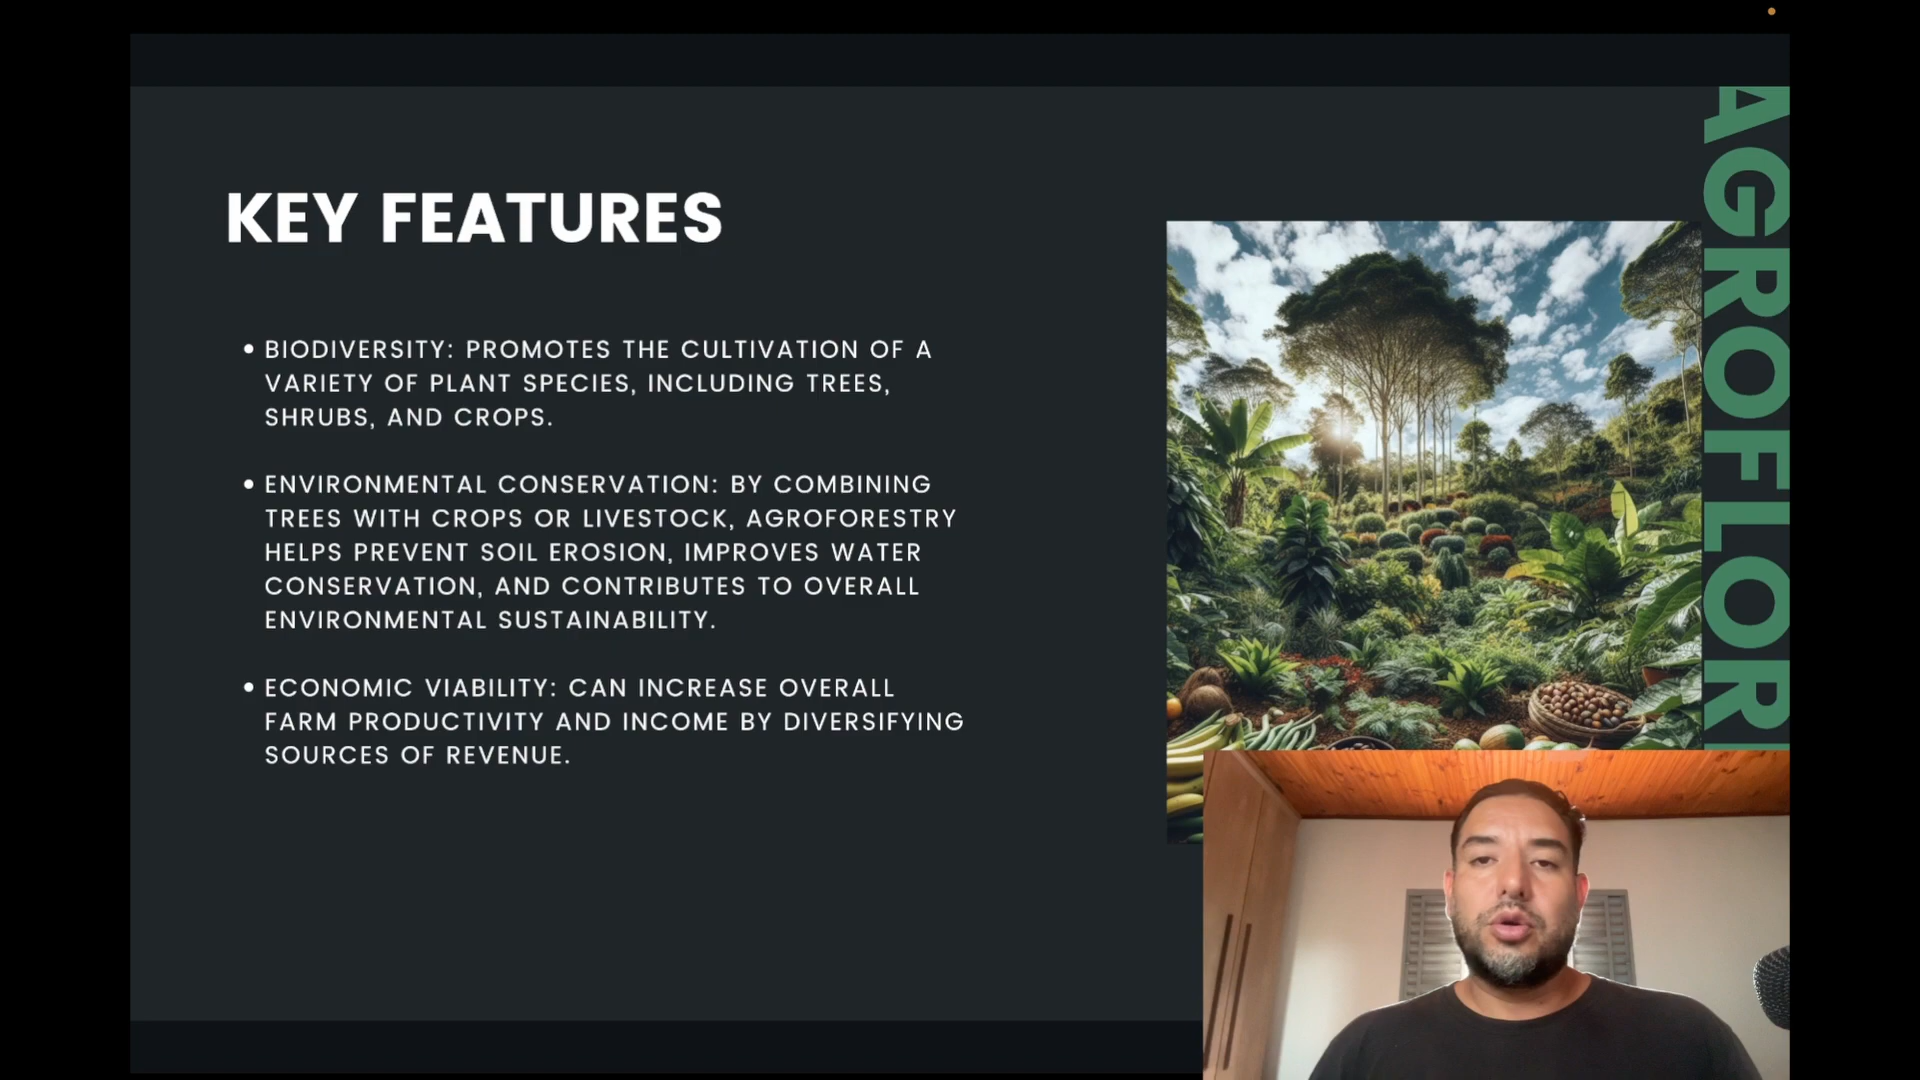 KEY FEATURES
• BIODIVERSITY: PROMOTES THE CULTIVATION OF A
VARIETY OF PLANT SPECIES, INCLUDING TREES,
SHRUBS, AND CROPS.
• ENVIRONMENTAL CONSERVATION: BY COMBINING
TREES WITH CROPS OR LIVESTOCK, AGROFORESTRY
HELPS PREVENT SOIL EROSION, IMPROVES WATER
CONSERVATION, AND CONTRIBUTES TO OVERALL
ENVIRONMENTAL SUSTAINABILITY.
• ECONOMIC VIABILITY: CAN INCREASE OVERALL
FARM PRODUCTIVITY AND INCOME BY DIVERSIFYING
SOURCES OF REVENUE.
AGROFLOR